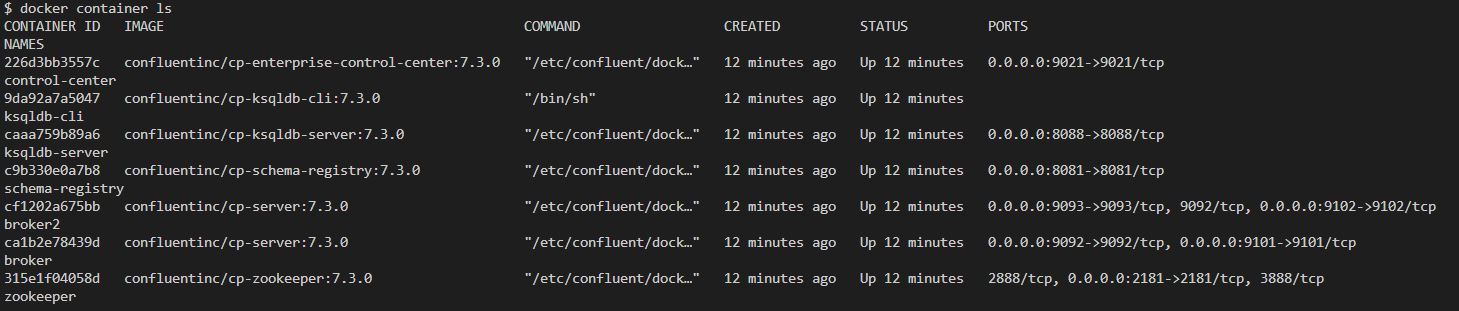 $ docker container ls
CONTAINER ID   IMAGE                                             COMMAND                  CREATED          STATUS          PORTS
NAMES
226d3bb3557c   confluentinc/cp-enterprise-control-center:7.3.0   "/etc/confluent/dock…"   12 minutes ago   Up 12 minutes   0.0.0.0:9021->9021/tcp
control-center
9da92a7a5047   confluentinc/cp-ksqldb-cli:7.3.0                  "/bin/sh"                12 minutes ago   Up 12 minutes
ksqldb-cli
caaa759b89a6   confluentinc/cp-ksqldb-server:7.3.0               "/etc/confluent/dock…"   12 minutes ago   Up 12 minutes   0.0.0.0:8088->8088/tcp
ksqldb-server
c9b330e0a7b8   confluentinc/cp-schema-registry:7.3.0             "/etc/confluent/dock…"   12 minutes ago   Up 12 minutes   0.0.0.0:8081->8081/tcp
schema-registry
cf1202a675bb   confluentinc/cp-server:7.3.0                      "/etc/confluent/dock…"   12 minutes ago   Up 12 minutes   0.0.0.0:9093->9093/tcp, 9092/tcp, 0.0.0.0:9102->9102/tcp
broker2
ca1b2e78439d   confluentinc/cp-server:7.3.0                      "/etc/confluent/dock…"   12 minutes ago   Up 12 minutes   0.0.0.0:9092->9092/tcp, 0.0.0.0:9101->9101/tcp
broker
315e1f04058d   confluentinc/cp-zookeeper:7.3.0                   "/etc/confluent/dock…"   12 minutes ago   Up 12 minutes   2888/tcp, 0.0.0.0:2181->2181/tcp, 3888/tcp
zookeeper